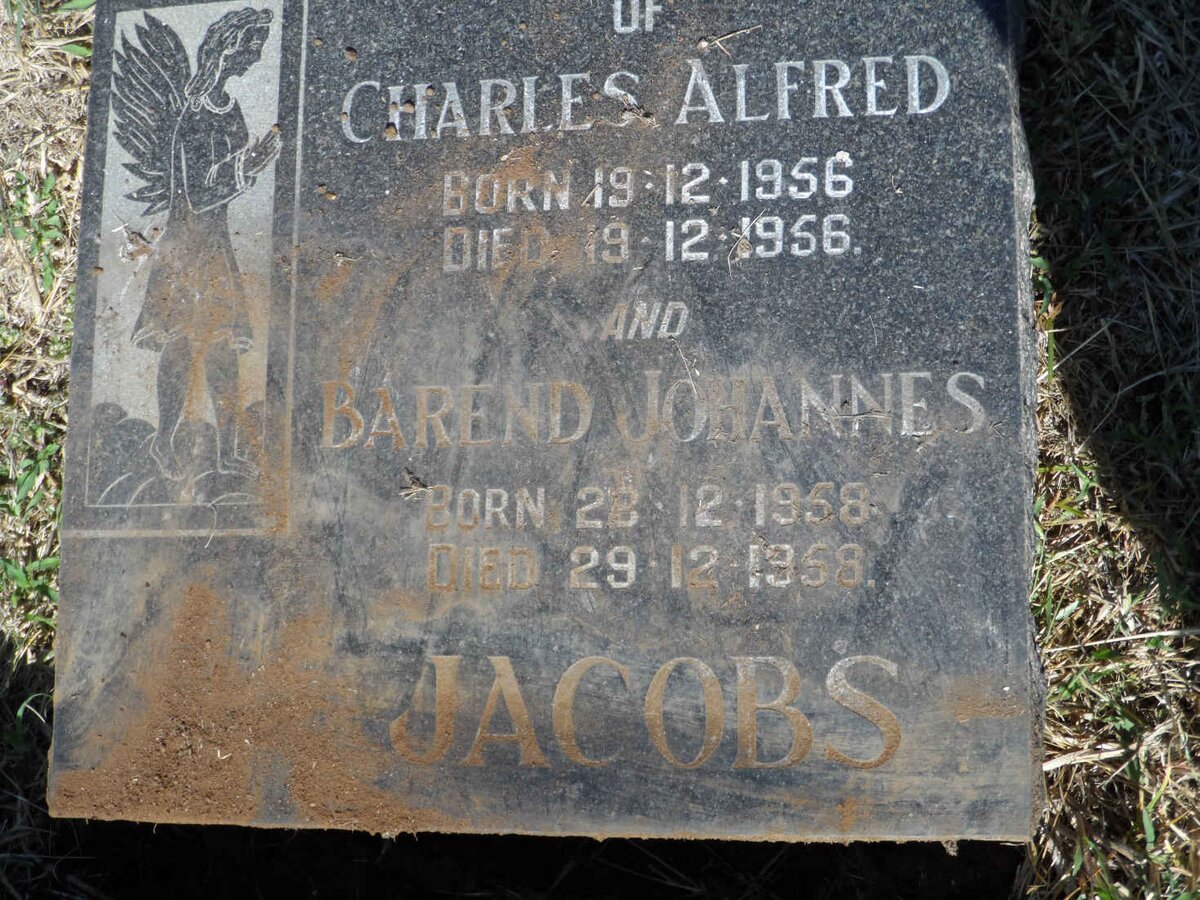 OF
CHARLES ALFRED
BORN 19·12·1956
DIED 19·12·1956.
AND
BAREND JOHANNES
BORN 28·12·1958.
DIED 29·12·1958.
JACOBS